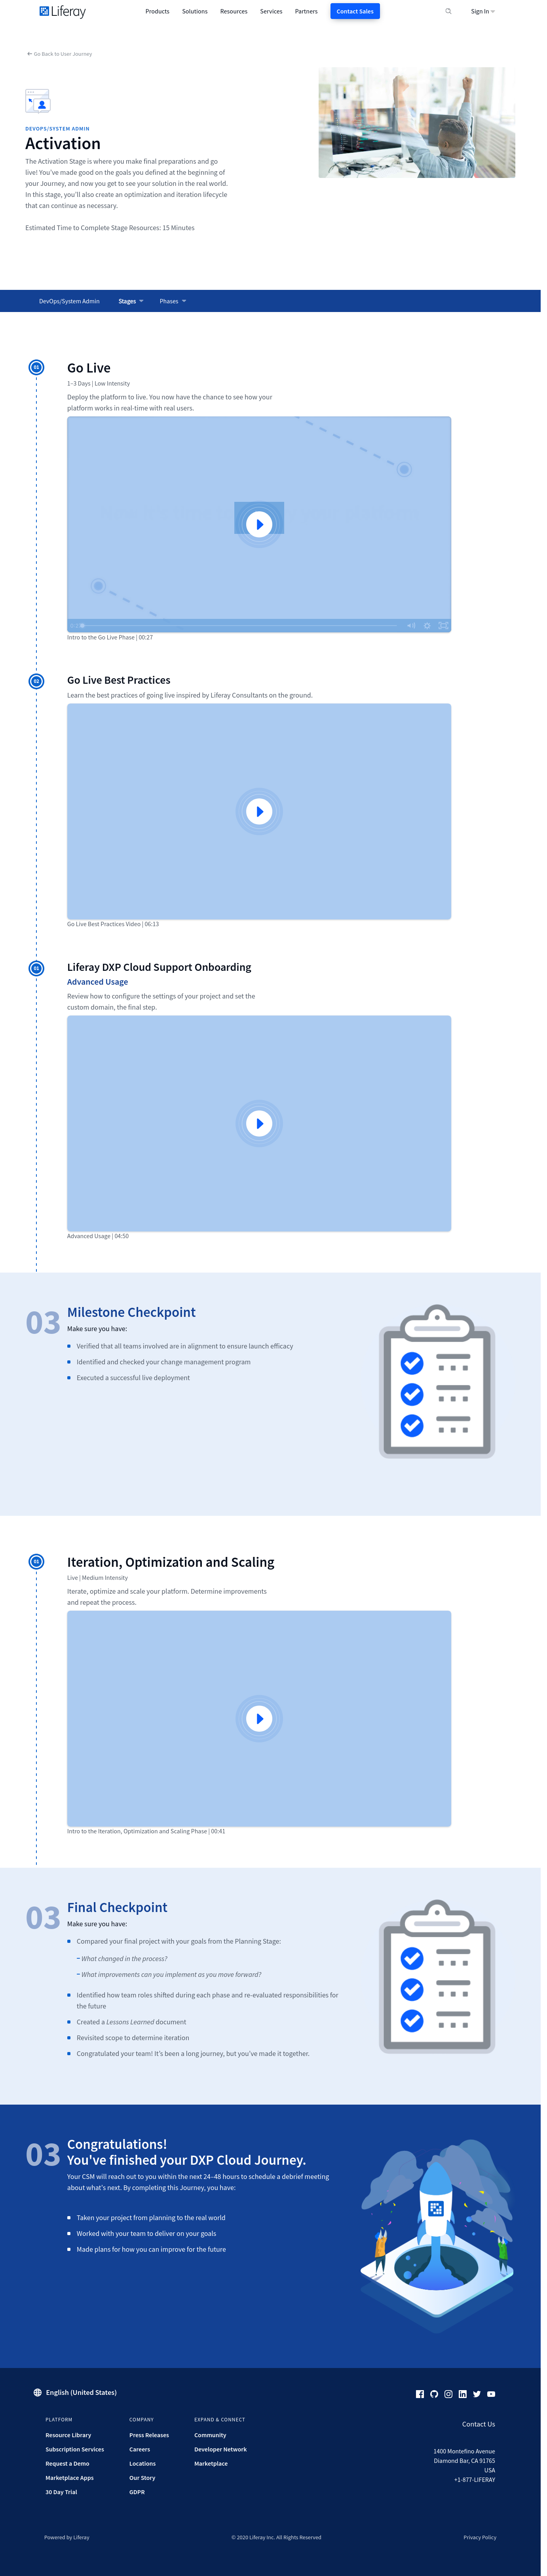 Liferay
Products
Solutions
Resources
Services
Partners
Contact Sales
Sign In
Go Back to User Journey
DEVOPS/SYSTEM ADMIN
Activation
The Activation Stage is where you make final preparations and go
live! You've made good on the goals you defined at the beginning of
your Journey, and now you get to see your solution in the real world.
In this stage, you'll also create an optimization and iteration lifecycle
that can continue as necessary.
Estimated Time to Complete Stage Resources: 15 Minutes
DevOps/System Admin
Stages
Phases
01
Go Live
1-3 Days | Low Intensity
Deploy the platform to live. You now have the chance to see how your
platform works in real-time with real users.
Intro to the Go Live Phase | 00:27
02
Go Live Best Practices
Learn the best practices of going live inspired by Liferay Consultants on the ground.
Go Live Best Practices Video | 06:13
01
Liferay DXP Cloud Support Onboarding
Advanced Usage
Review how to configure the settings of your project and set the
custom domain, the final step.
Advanced Usage | 04:50
03
Milestone Checkpoint
Make sure you have:
Verified that all teams involved are in alignment to ensure launch efficacy
Identified and checked your change management program
Executed a successful live deployment
Iteration, Optimization and Scaling
Live | Medium Intensity
Iterate, optimize and scale your platform. Determine improvements
and repeat the process.
Intro to the Iteration, Optimization and Scaling Phase | 00:41
03
Final Checkpoint
Make sure you have:
Compared your final project with your goals from the Planning Stage:
– What changed in the process?
– What improvements can you implement as you move forward?
Identified how team roles shifted during each phase and re-evaluated responsibilities for
the future
Created a Lessons Learned document
Revisited scope to determine iteration
Congratulated your team! It's been a long journey, but you've made it together.
03
Congratulations!
You've finished your DXP Cloud Journey.
Your CSM will reach out to you within the next 24–48 hours to schedule a debrief meeting
about what's next. By completing this Journey, you have:
Taken your project from planning to the real world
Worked with your team to deliver on your goals
Made plans for how you can improve for the future
English (United States)
PLATFORM
Resource Library
Subscription Services
Request a Demo
Marketplace Apps
30 Day Trial
COMPANY
Press Releases
Careers
Locations
Our Story
GDPR
EXPAND & CONNECT
Community
Developer Network
Marketplace
Contact Us
1400 Montefino Avenue
Diamond Bar, CA 91765
USA
+1-877-LIFERAY
Powered by Liferay
© 2020 Liferay Inc. All Rights Reserved
Privacy Policy